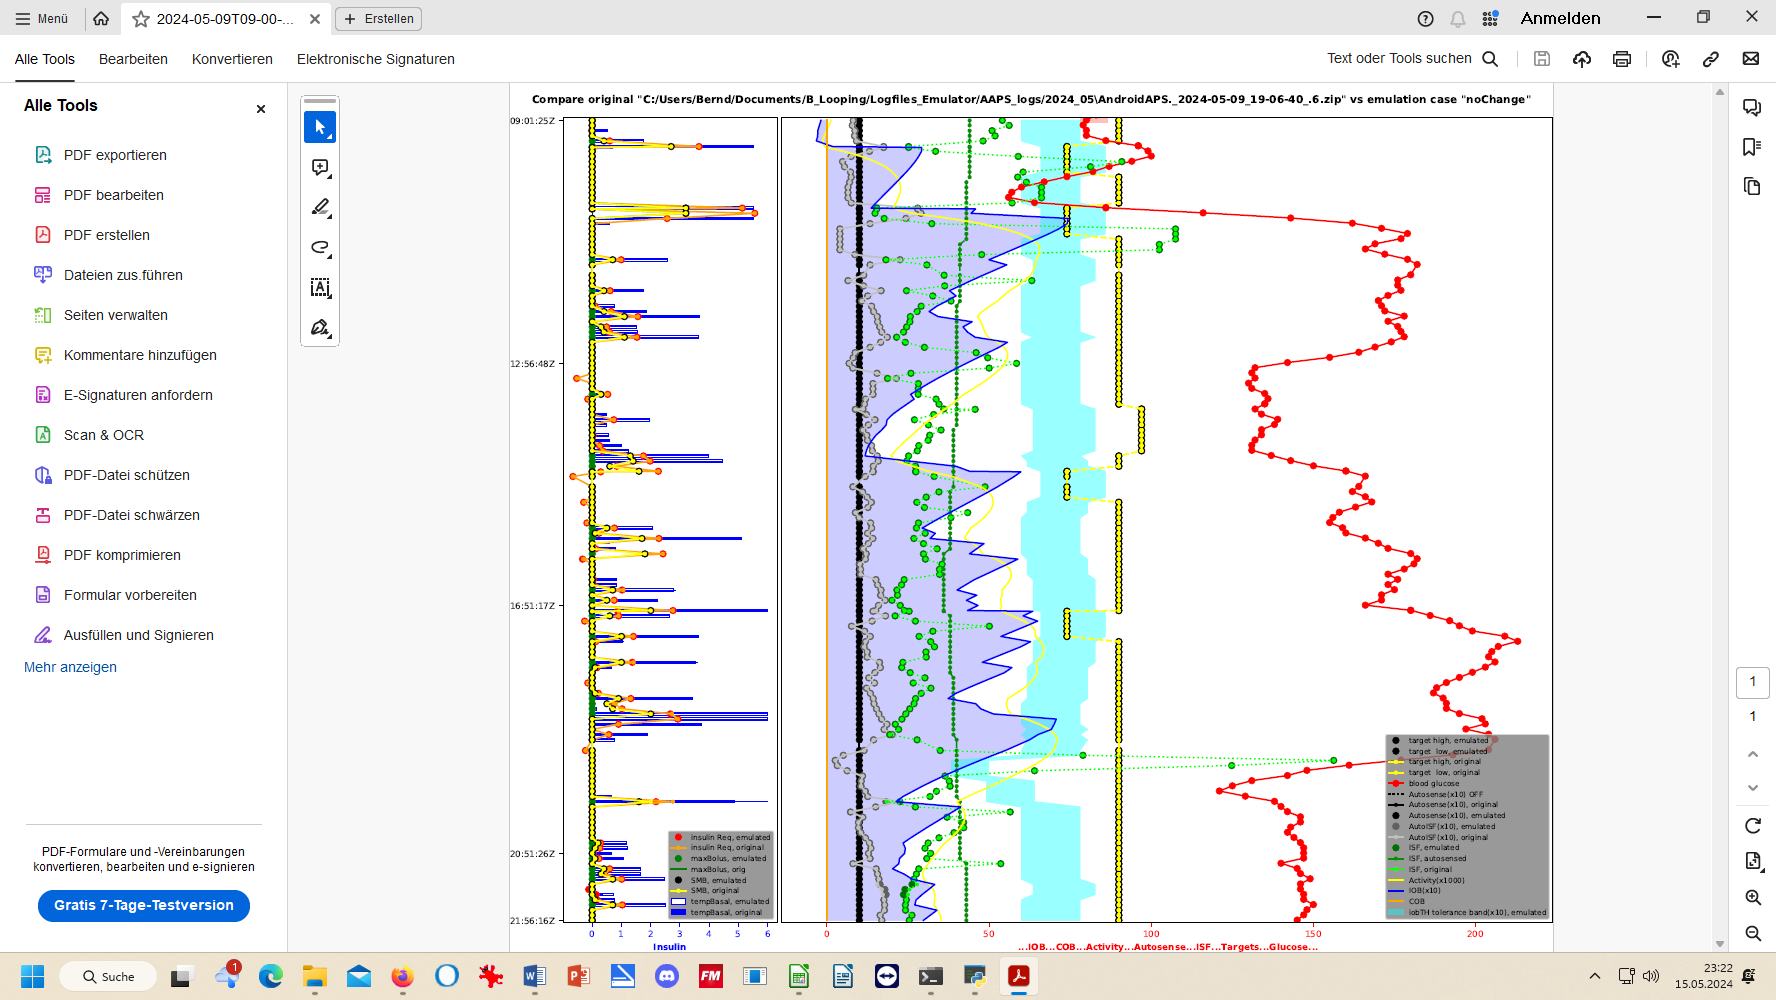 Menü
2024-05-09T09-00-...
Erstellen
Anmelden
Alle Tools
Bearbeiten
Konvertieren
Elektronische Signaturen
Text oder Tools suchen
Alle Tools
PDF exportieren
PDF bearbeiten
PDF erstellen
Dateien zus.führen
Seiten verwalten
Kommentare hinzufügen
E-Signaturen anfordern
Scan & OCR
PDF-Datei schützen
PDF-Datei schwärzen
PDF komprimieren
Formular vorbereiten
Ausfüllen und Signieren
Mehr anzeigen
PDF-Formulare und -Vereinbarungen
konvertieren, bearbeiten und e-signieren
Gratis 7-Tage-Testversion
Compare original "C:/Users/Bernd/Documents/B_Looping/Logfiles_Emulator/AAPS_logs/2024_05\AndroidAPS._2024-05-09_19-06-40_.6.zip" vs emulation case "noChange"
09:01:25Z
12:56:48Z
16:51:17Z
20:51:26Z
21:56:16Z
insulin Req, emulated
insulin Req, original
maxBolus, emulated
maxBolus, orig
SMB, emulated
SMB, original
tempBasal, emulated
tempBasal, original
0 1 2 3 4 5 6
Insulin
target high, emulated
target low, emulated
target high, original
target low, original
blood glucose
Autosense(x10) OFF
Autosense(x10), original
Autosense(x10), emulated
AutoISF(x10), emulated
AutoISF(x10), original
ISF, emulated
ISF, autosensed
ISF, original
Activity(x1000)
IOB(x10)
COB
iobTH tolerance band(x10), emulated
0 50 100 150 200
...IOB...COB...Activity...Autosense...ISF...Targets...Glucose...
1
1
1
Suche
W
P
FM
23:22
15.05.2024